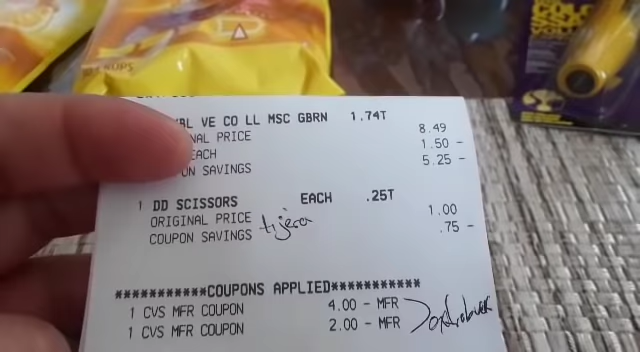 VE CO LL MSC GBRN 1.74T
NAL PRICE 8.49
EACH 1.50 -
ON SAVINGS 5.25 -
1 DD SCISSORS EACH .25T
ORIGINAL PRICE 1.00
COUPON SAVINGS tijera .75 -
***********COUPONS APPLIED***********
1 CVS MFR COUPON 4.00 - MFR
1 CVS MFR COUPON 2.00 - MFR